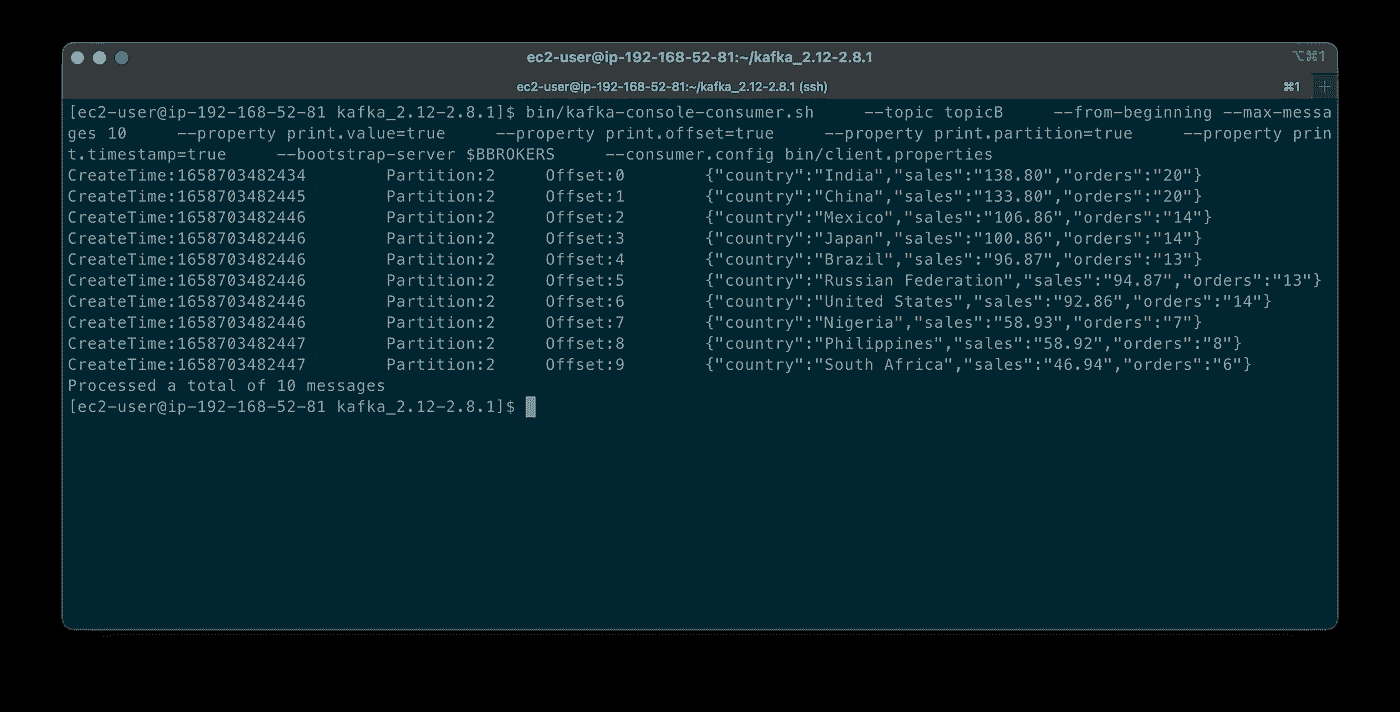 ec2-user@ip-192-168-52-81:~/kafka_2.12-2.8.1
⌥⌘1
ec2-user@ip-192-168-52-81:~/kafka_2.12-2.8.1 (ssh)
⌘1
+
[ec2-user@ip-192-168-52-81 kafka_2.12-2.8.1]$ bin/kafka-console-consumer.sh     --topic topicB     --from-beginning --max-messa
ges 10     --property print.value=true     --property print.offset=true     --property print.partition=true     --property prin
t.timestamp=true     --bootstrap-server $BBROKERS     --consumer.config bin/client.properties
CreateTime:1658703482434        Partition:2     Offset:0        {"country":"India","sales":"138.80","orders":"20"}
CreateTime:1658703482445        Partition:2     Offset:1        {"country":"China","sales":"133.80","orders":"20"}
CreateTime:1658703482446        Partition:2     Offset:2        {"country":"Mexico","sales":"106.86","orders":"14"}
CreateTime:1658703482446        Partition:2     Offset:3        {"country":"Japan","sales":"100.86","orders":"14"}
CreateTime:1658703482446        Partition:2     Offset:4        {"country":"Brazil","sales":"96.87","orders":"13"}
CreateTime:1658703482446        Partition:2     Offset:5        {"country":"Russian Federation","sales":"94.87","orders":"13"}
CreateTime:1658703482446        Partition:2     Offset:6        {"country":"United States","sales":"92.86","orders":"14"}
CreateTime:1658703482446        Partition:2     Offset:7        {"country":"Nigeria","sales":"58.93","orders":"7"}
CreateTime:1658703482447        Partition:2     Offset:8        {"country":"Philippines","sales":"58.92","orders":"8"}
CreateTime:1658703482447        Partition:2     Offset:9        {"country":"South Africa","sales":"46.94","orders":"6"}
Processed a total of 10 messages
[ec2-user@ip-192-168-52-81 kafka_2.12-2.8.1]$